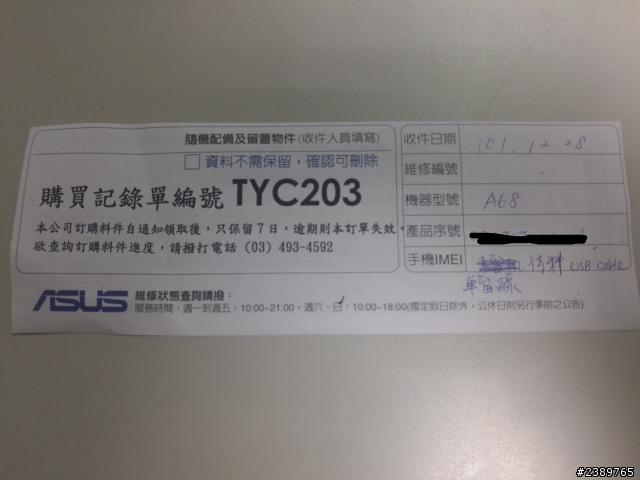 隨機配備及留置物件(收件人員填寫)
□資料不需保留，確認可刪除
購買記錄單編號 TYC203
本公司訂購料件自通知領取後，只保留7日，逾期則本訂單失效，
欲查詢訂購料件進度，請撥打電話 (03) 493-4592
收件日期 101.12.28
維修編號
機器型號 A68
產品序號
手機IMEI 待料 USB cable
單留線
ASUS 維修狀態查詢請撥：
服務時間：週一到週五：10:00~21:00，週六、日：10:00~18:00(國定假日除外，公休日則另行事前之公告)
#2389765